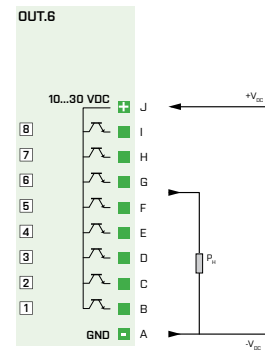 OUT.6
10...30 VDC + J +V_DC
8 I
7 H
6 G
5 F
4 E
3 D P_H
2 C
1 B
GND - A -V_DC